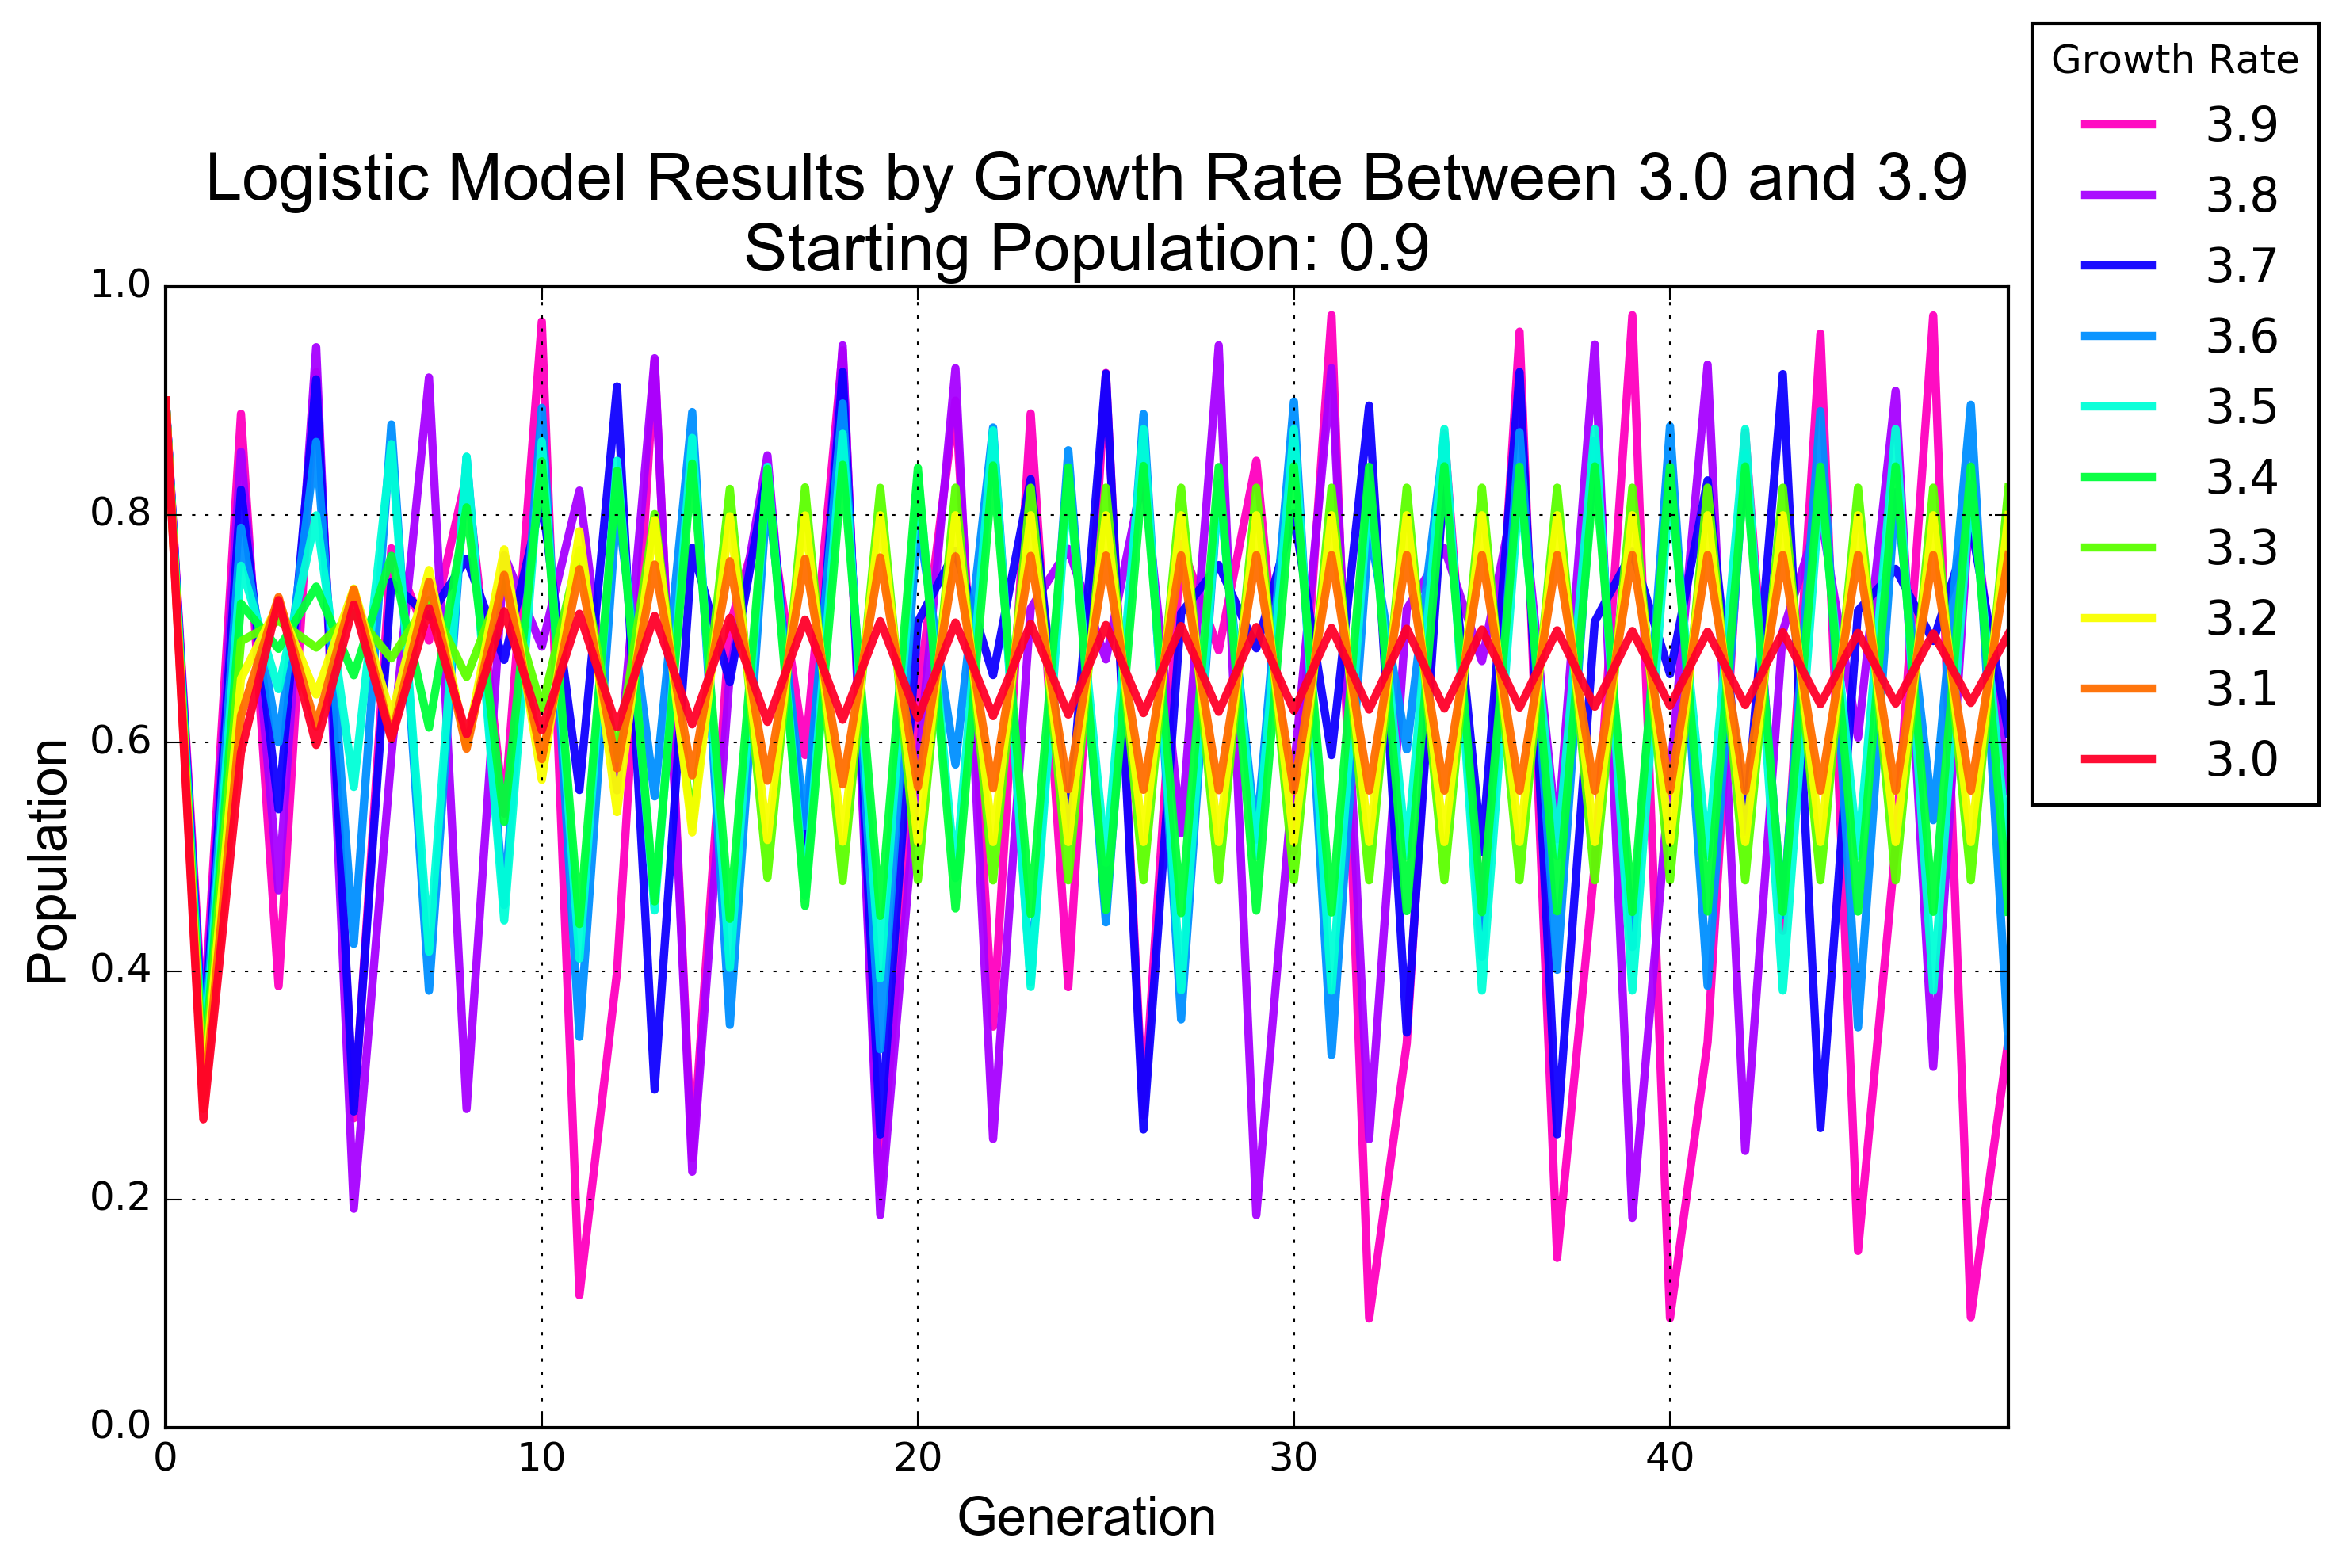 Growth Rate
3.9
3.8
3.7
3.6
3.5
3.4
3.3
3.2
3.1
3.0
Logistic Model Results by Growth Rate Between 3.0 and 3.9
Starting Population: 0.9
1.0
0.8
0.6
0.4
0.2
0.0
Population
0 10 20 30 40
Generation